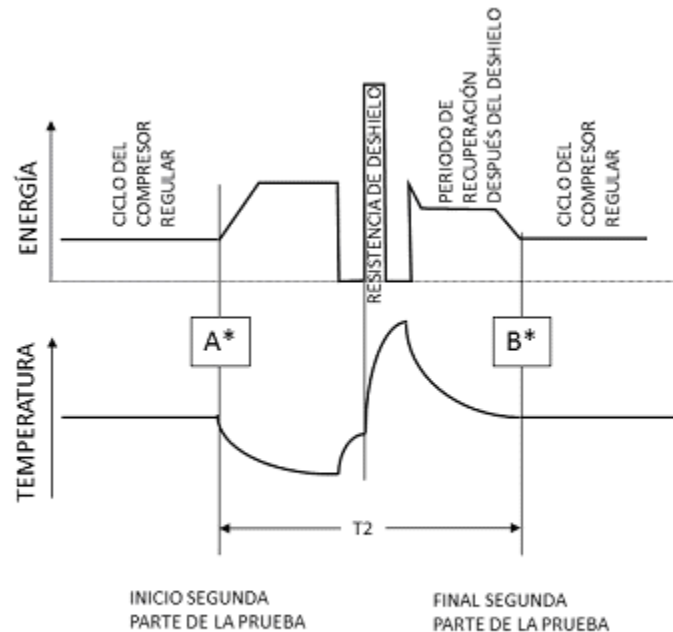 ENERGÍA
CICLO DEL
COMPRESOR
REGULAR
RESISTENCIA DE DESHIELO
PERIODO DE
RECUPERACIÓN
DESPUÉS DEL DESHIELO
CICLO DEL
COMPRESOR
REGULAR
A*
B*
TEMPERATURA
T2
INICIO SEGUNDA
PARTE DE LA PRUEBA
FINAL SEGUNDA
PARTE DE LA PRUEBA